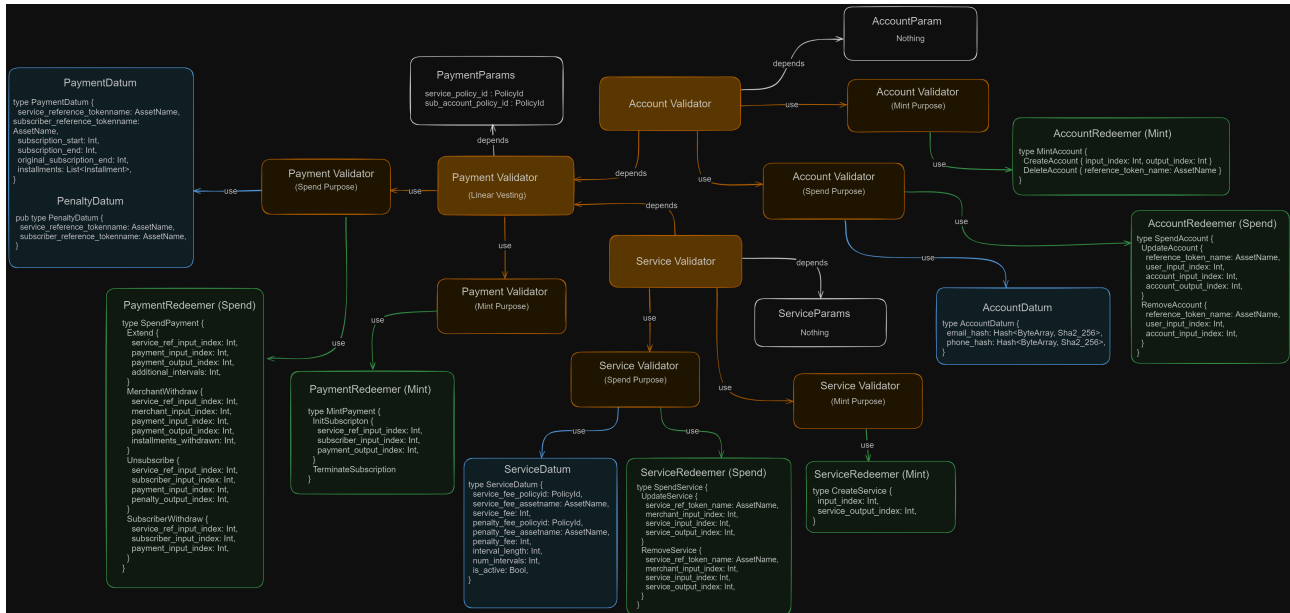 AccountParam
Nothing
depends
PaymentDatum
type PaymentDatum {
service_reference_tokenname: AssetName,
subscriber_reference_tokenname:
AssetName,
subscription_start: Int,
subscription_end: Int,
original_subscription_end: Int,
installments: List<Installment>,
}
PenaltyDatum
pub type PenaltyDatum {
service_reference_tokenname: AssetName,
subscriber_reference_tokenname: AssetName,
}
PaymentParams
service_policy_id : PolicyId
sub_account_policy_id : PolicyId
depends
Account Validator
use
Account Validator
(Mint Purpose)
use
AccountRedeemer (Mint)
type MintAccount {
CreateAccount { input_index: Int, output_index: Int }
DeleteAccount { reference_token_name: AssetName }
}
use
Payment Validator
(Spend Purpose)
use
Payment Validator
(Linear Vesting)
depends
use
Account Validator
(Spend Purpose)
depends
use
AccountRedeemer (Spend)
type SpendAccount {
UpdateAccount {
reference_token_name: AssetName,
user_input_index: Int,
account_input_index: Int,
account_output_index: Int,
}
RemoveAccount {
reference_token_name: AssetName,
user_input_index: Int,
account_input_index: Int,
}
}
use
Service Validator
depends
use
AccountDatum
type AccountDatum {
email_hash: Hash<ByteArray, Sha2_256>,
phone_hash: Hash<ByteArray, Sha2_256>,
}
ServiceParams
Nothing
Payment Validator
(Mint Purpose)
use
use
use
PaymentRedeemer (Spend)
type SpendPayment {
Extend {
service_ref_input_index: Int,
payment_input_index: Int,
payment_output_index: Int,
additional_intervals: Int,
}
MerchantWithdraw {
service_ref_input_index: Int,
merchant_input_index: Int,
payment_input_index: Int,
payment_output_index: Int,
installments_withdrawn: Int,
}
Unsubscribe {
service_ref_input_index: Int,
subscriber_input_index: Int,
payment_input_index: Int,
penalty_output_index: Int,
}
SubscriberWithdraw {
service_ref_input_index: Int,
subscriber_input_index: Int,
payment_input_index: Int,
}
}
PaymentRedeemer (Mint)
type MintPayment {
InitSubscripton {
service_ref_input_index: Int,
subscriber_input_index: Int,
payment_output_index: Int,
}
TerminateSubscription
}
Service Validator
(Spend Purpose)
use
Service Validator
(Mint Purpose)
use
use
use
ServiceDatum
type ServiceDatum {
service_fee_policyid: PolicyId,
service_fee_assetname: AssetName,
service_fee: Int,
penalty_fee_policyid: PolicyId,
penalty_fee_assetname: AssetName,
penalty_fee: Int,
interval_length: Int,
num_intervals: Int,
is_active: Bool,
}
ServiceRedeemer (Spend)
type SpendService {
UpdateService {
service_ref_token_name: AssetName,
merchant_input_index: Int,
service_input_index: Int,
service_output_index: Int,
}
RemoveService {
service_ref_token_name: AssetName,
merchant_input_index: Int,
service_input_index: Int,
service_output_index: Int,
}
}
ServiceRedeemer (Mint)
type CreateService {
input_index: Int,
service_output_index: Int,
}